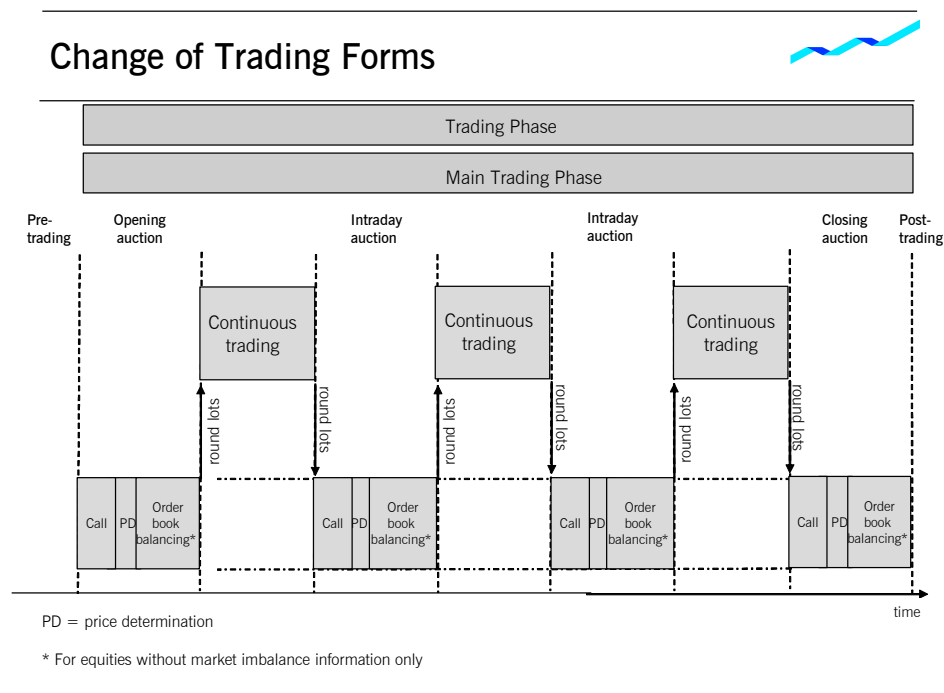 Change of Trading Forms
Trading Phase
Main Trading Phase
Pre-
trading
Opening
auction
Intraday
auction
Intraday
auction
Closing
auction
Post-
trading
Continuous
trading
Continuous
trading
Continuous
trading
round lots
round lots
round lots
round lots
round lots
round lots
Call
PD
Order
book
balancing*
Call
PD
Order
book
balancing*
Call
PD
Order
book
balancing*
Call
PD
Order
book
balancing*
time
PD = price determination
* For equities without market imbalance information only